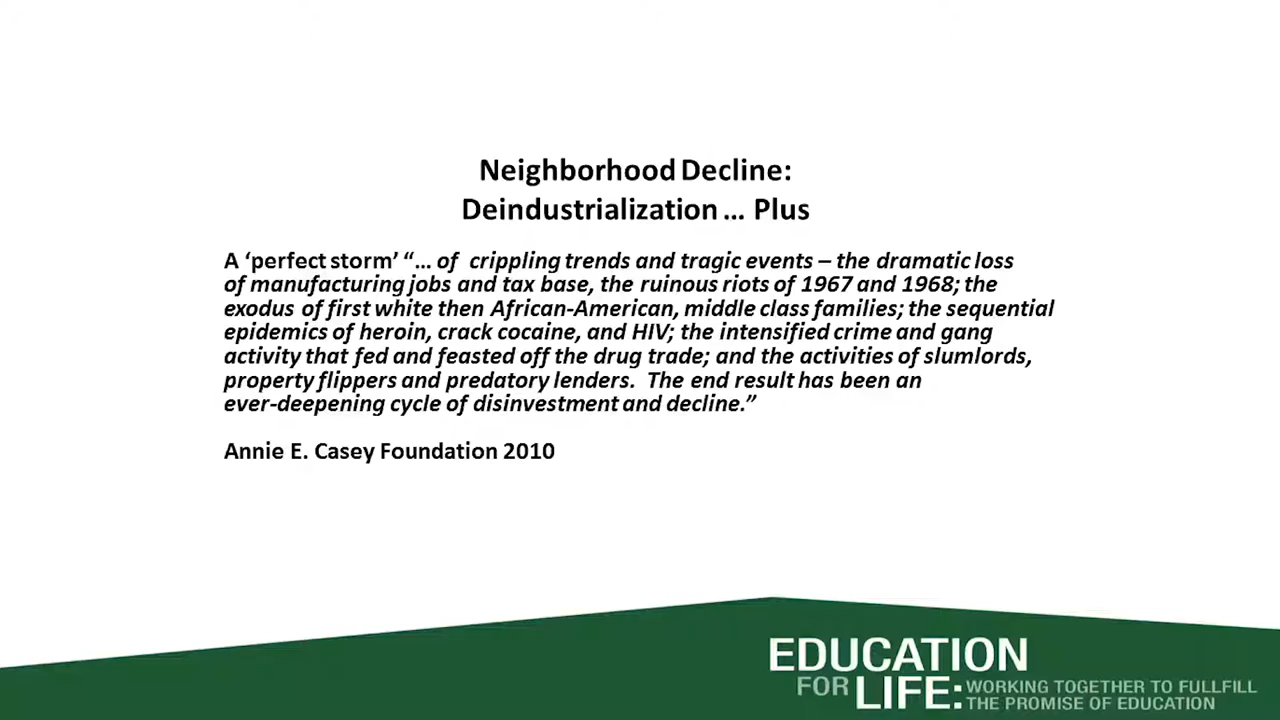 Neighborhood Decline:
Deindustrialization … Plus
A ‘perfect storm’ “… of crippling trends and tragic events – the dramatic loss
of manufacturing jobs and tax base, the ruinous riots of 1967 and 1968; the
exodus of first white then African-American, middle class families; the sequential
epidemics of heroin, crack cocaine, and HIV; the intensified crime and gang
activity that fed and feasted off the drug trade; and the activities of slumlords,
property flippers and predatory lenders. The end result has been an
ever-deepening cycle of disinvestment and decline.”
Annie E. Casey Foundation 2010
EDUCATION
FOR LIFE: WORKING TOGETHER TO FULLFILL
THE PROMISE OF EDUCATION